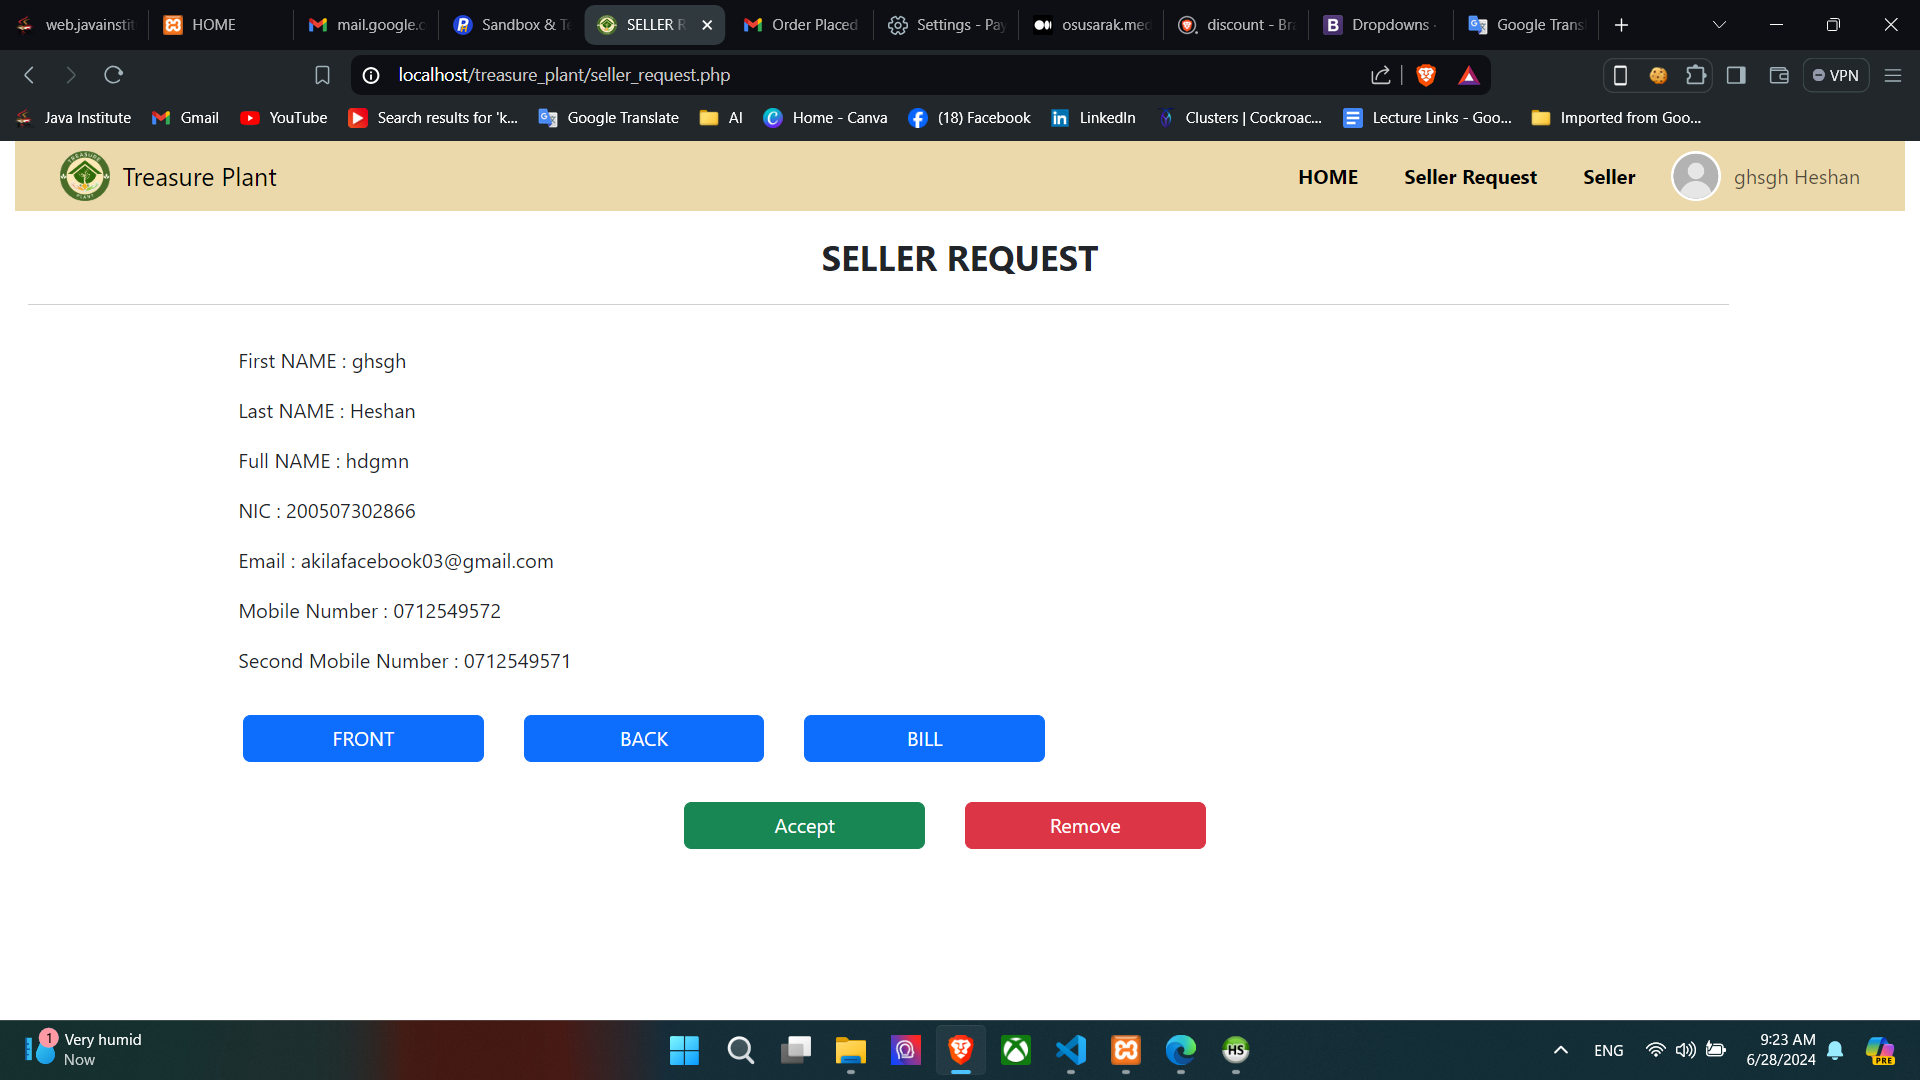 web.javainstit
HOME
mail.google.c
Sandbox & Te
SELLER R
Order Placed
Settings - Pay
osusarak.med
discount - Bra
Dropdowns ·
Google Trans
localhost/treasure_plant/seller_request.php
VPN
Java Institute
Gmail
YouTube
Search results for 'k...
Google Translate
AI
Home - Canva
(18) Facebook
LinkedIn
Clusters | Cockroac...
Lecture Links - Goo...
Imported from Goo...
Treasure Plant
HOME
Seller Request
Seller
ghsgh Heshan
SELLER REQUEST
First NAME : ghsgh
Last NAME : Heshan
Full NAME : hdgmn
NIC : 200507302866
Email : akilafacebook03@gmail.com
Mobile Number : 0712549572
Second Mobile Number : 0712549571
FRONT
BACK
BILL
Accept
Remove
1
Very humid
Now
HS
ENG
9:23 AM
6/28/2024
PRE